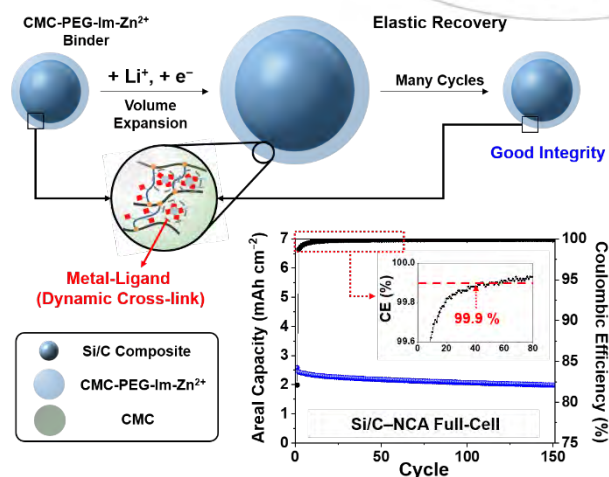 CMC-PEG-Im-Zn²⁺
Binder
+ Li⁺, + e⁻
Volume
Expansion
Elastic Recovery
Many Cycles
Good Integrity
Metal-Ligand
(Dynamic Cross-link)
Si/C Composite
CMC-PEG-Im-Zn²⁺
CMC
Areal Capacity (mAh cm⁻²)
7
6
5
4
3
2
1
0
0
50
100
150
Cycle
Coulombic Efficiency (%)
100
95
90
85
80
75
CE (%)
100.0
99.8
99.6
0
20
40
60
80
99.9 %
Si/C–NCA Full-Cell